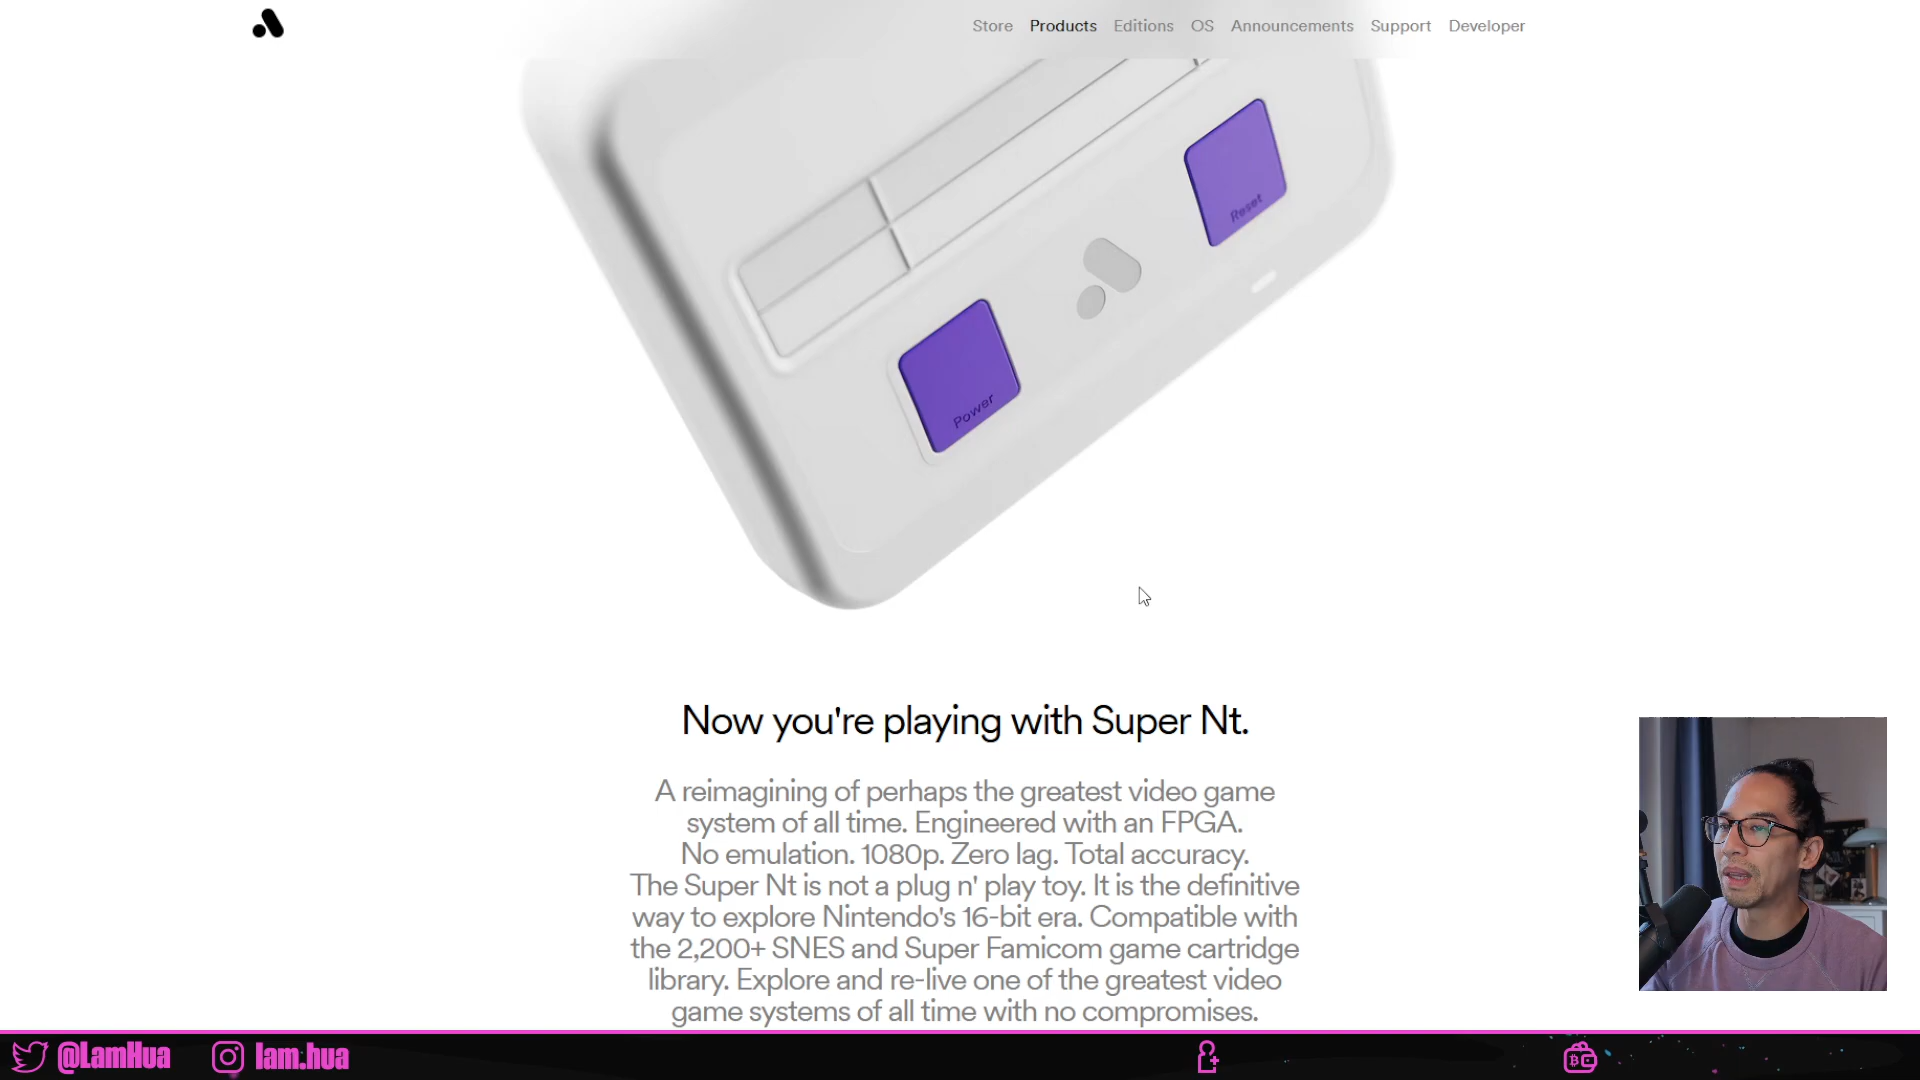 Store Products Editions OS Announcements Support Developer
Reset
Power
Now you're playing with Super Nt.
A reimagining of perhaps the greatest video game
system of all time. Engineered with an FPGA.
No emulation. 1080p. Zero lag. Total accuracy.
The Super Nt is not a plug n' play toy. It is the definitive
way to explore Nintendo's 16-bit era. Compatible with
the 2,200+ SNES and Super Famicom game cartridge
library. Explore and re-live one of the greatest video
game systems of all time with no compromises.
@LamHua lam.hua